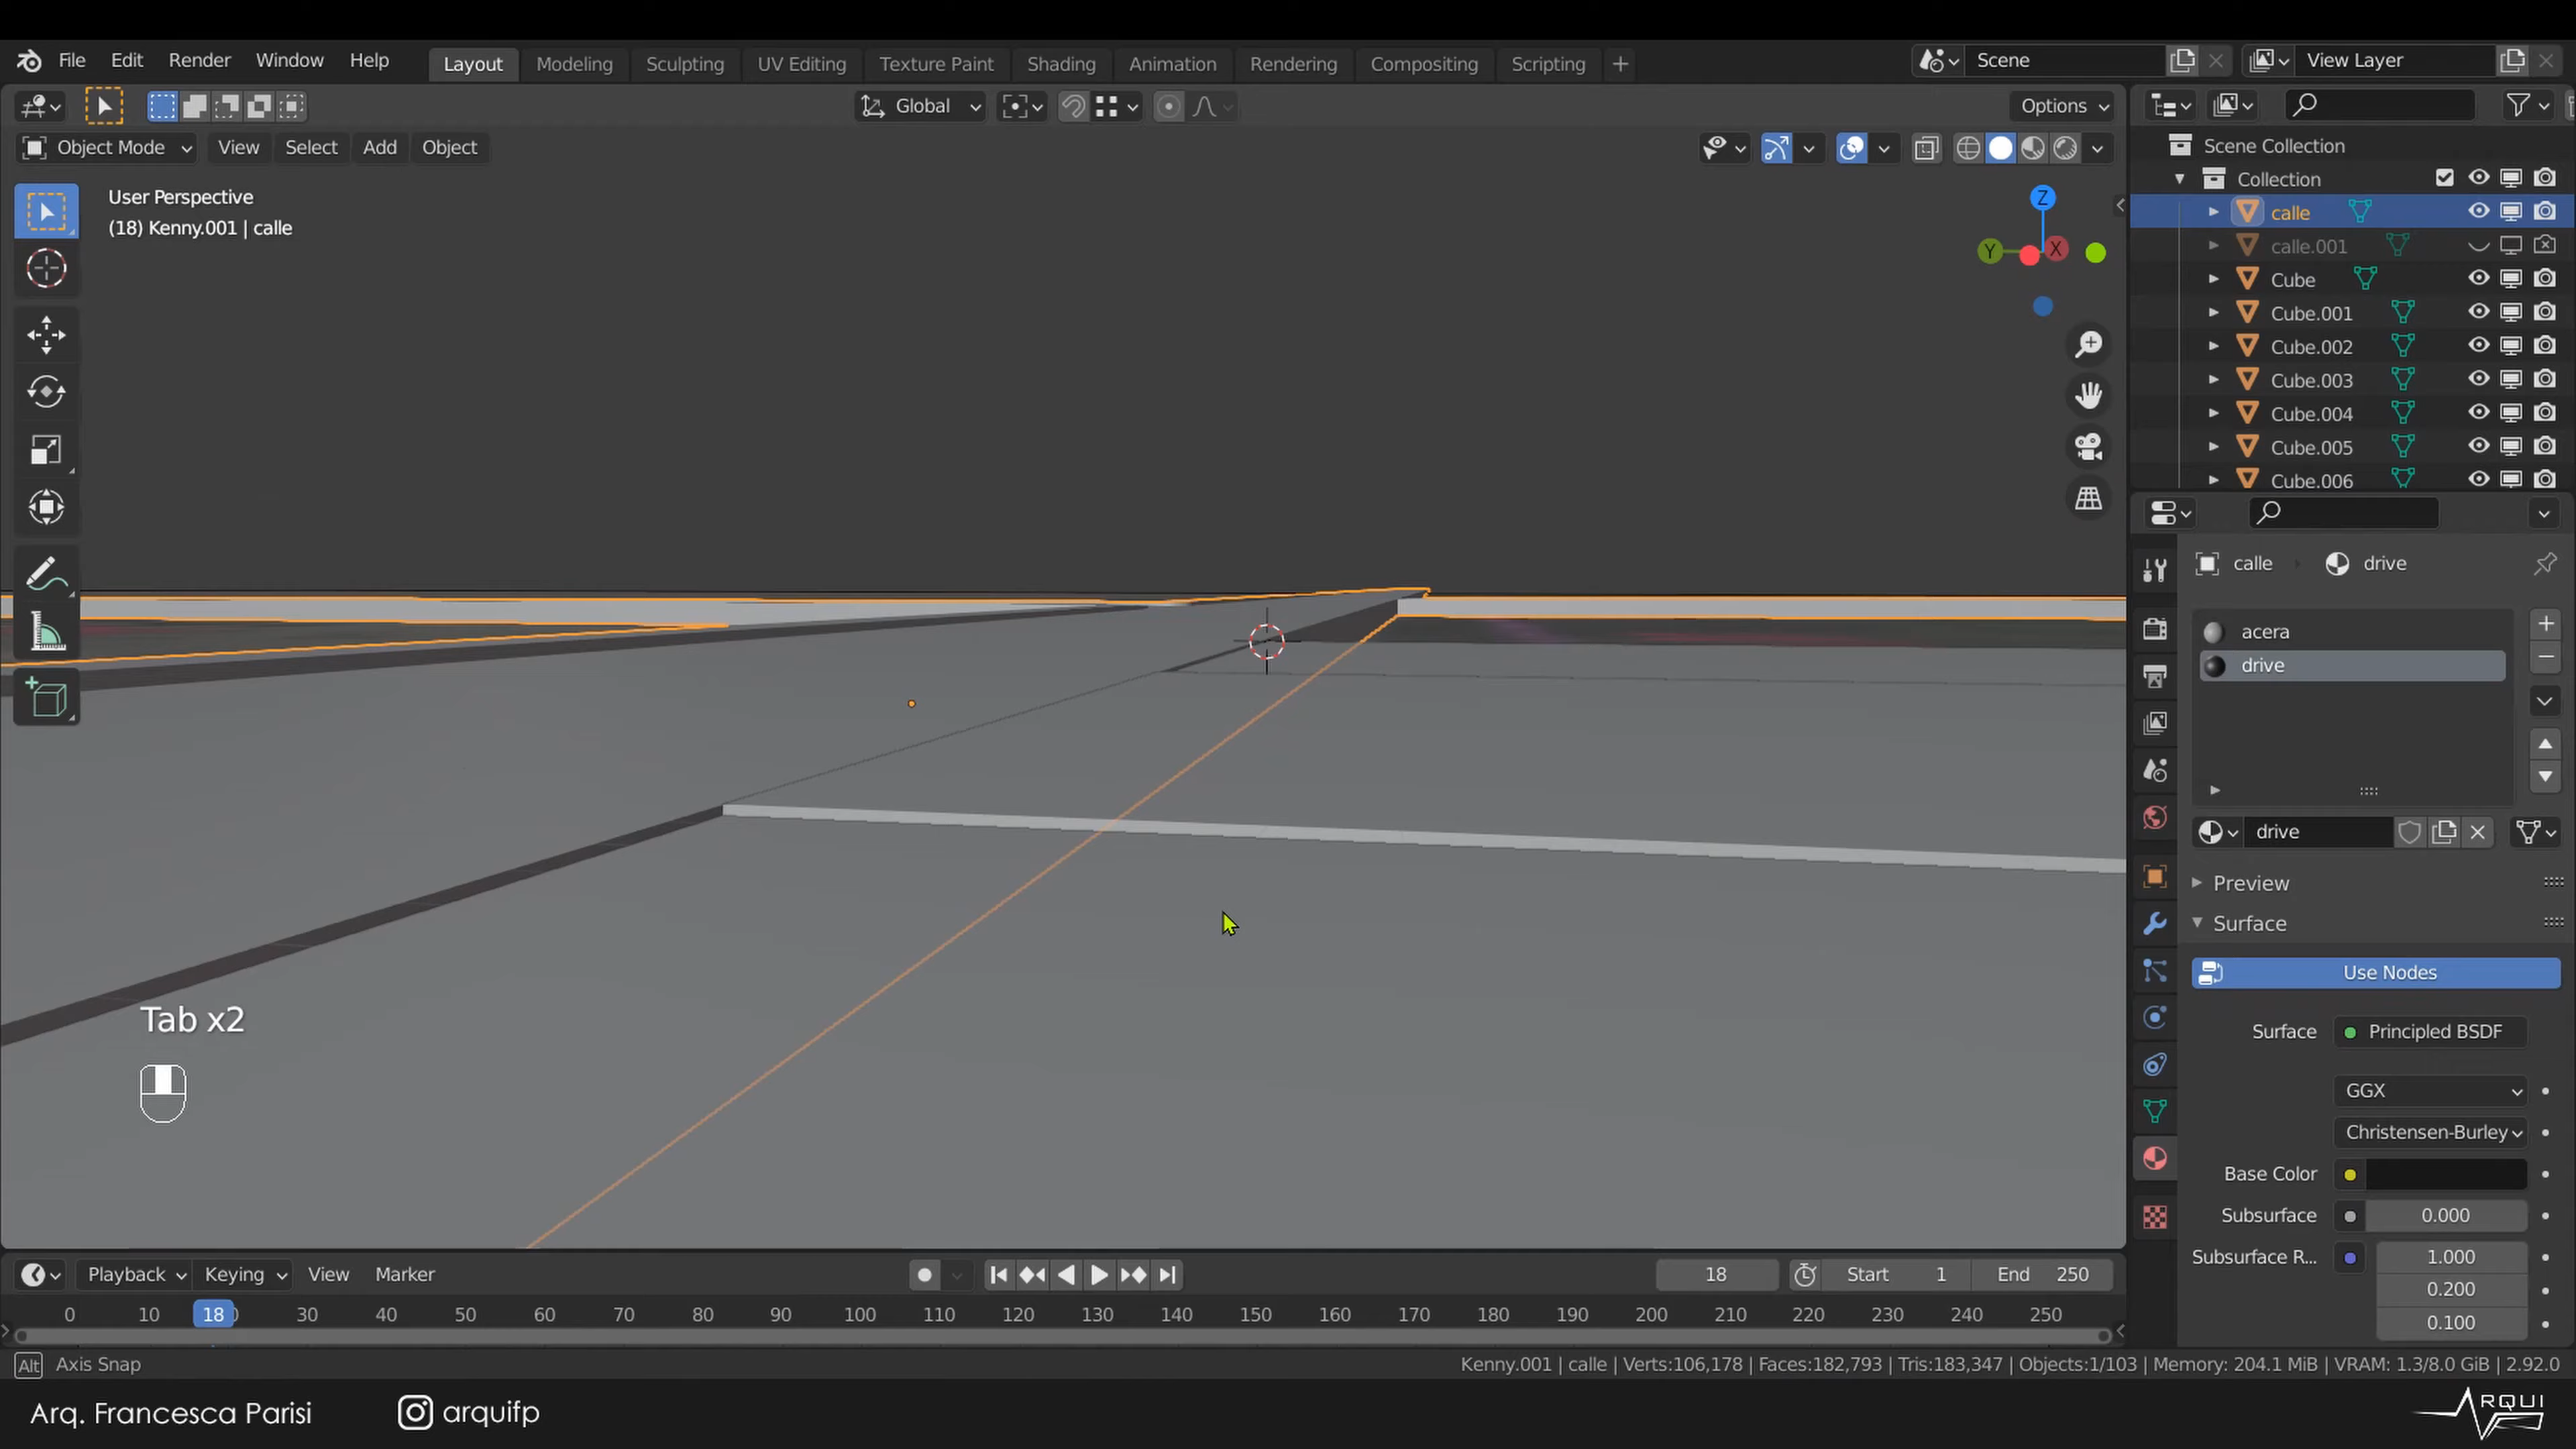 File Edit Render Window Help Layout Modeling Sculpting UV Editing Texture Paint Shading Animation Rendering Compositing Scripting + Scene View Layer
Global Options
Object Mode View Select Add Object
User Perspective
(18) Kenny.001 | calle
Z
Y
X
Scene Collection
Collection
calle
calle.001
Cube
Cube.001
Cube.002
Cube.003
Cube.004
Cube.005
Cube.006
calle drive
acera
drive
drive
Preview
Surface
Use Nodes
Surface Principled BSDF
GGX
Christensen-Burley
Base Color
Subsurface 0.000
Subsurface R... 1.000
0.200
0.100
Tab x2
Playback Keying View Marker 18 Start 1 End 250
0 10 18 30 40 50 60 70 80 90 100 110 120 130 140 150 160 170 180 190 200 210 220 230 240 250
Alt Axis Snap
Kenny.001 | calle | Verts:106,178 | Faces:182,793 | Tris:183,347 | Objects:1/103 | Memory: 204.1 MiB | VRAM: 1.3/8.0 GiB | 2.92.0
Arq. Francesca Parisi arquifp
ARQUI